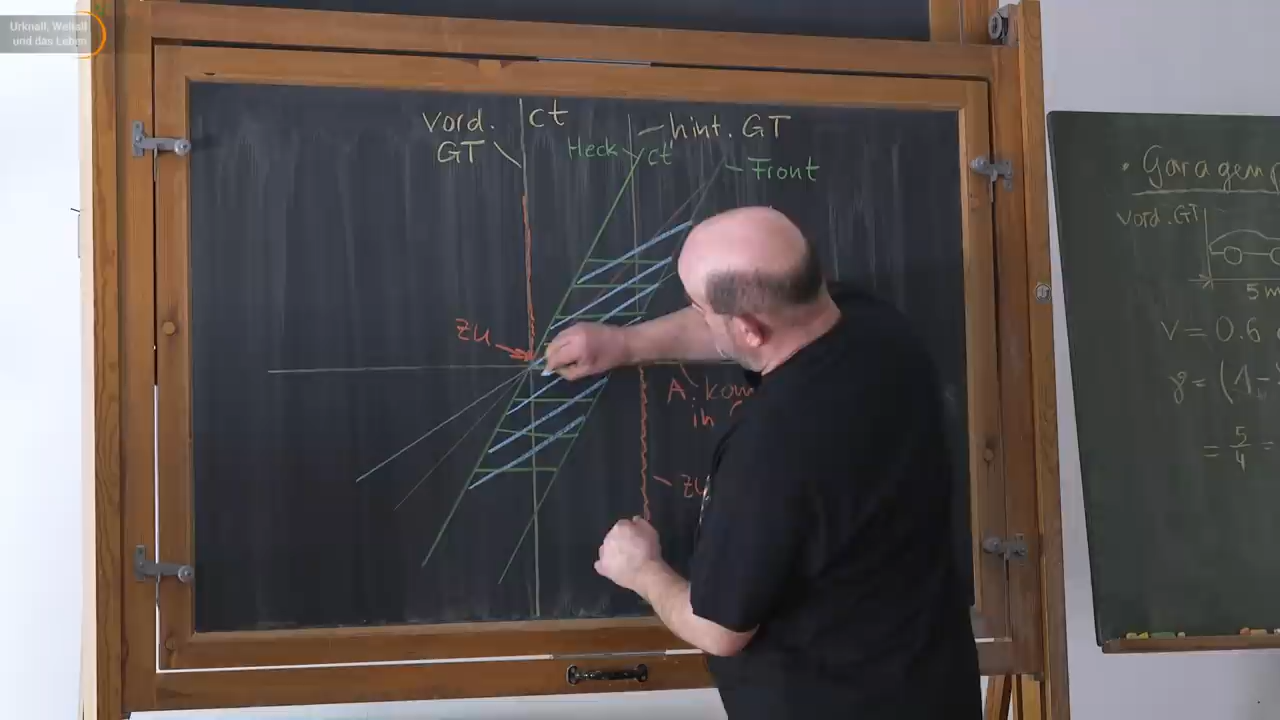 Urknall, Weltall
und das Leben
vord.
GT
ct
hint. GT
Heck
ct
Front
zu
A. kom
in
zu
• Garagenp
vord. GT
5 m
v = 0.6
γ = (1-
= 5/4 =